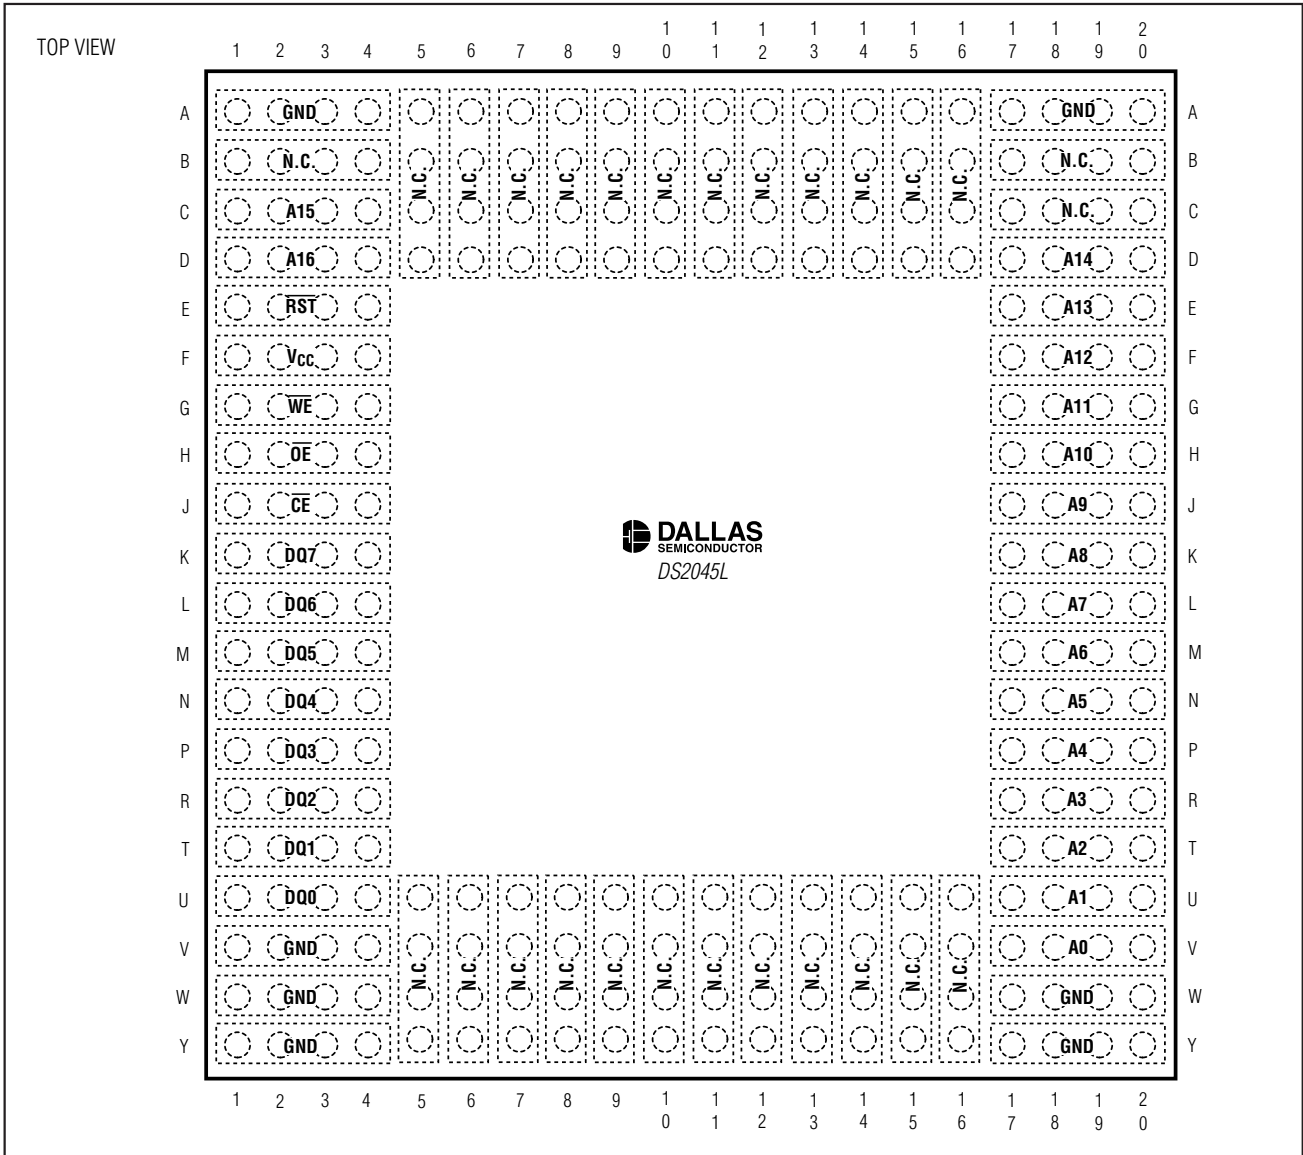 TOP VIEW
1 2 3 4 5 6 7 8 9 10 11 12 13 14 15 16 17 18 19 20
A GND GND A
B N.C. N.C. B
C A15 N.C. C
N.C. N.C. N.C. N.C. N.C. N.C. N.C. N.C. N.C. N.C. N.C. N.C.
D A16 A14 D
E R̅S̅T̅ A13 E
F VCC A12 F
G W̅E̅ A11 G
H O̅E̅ A10 H
J C̅E̅ A9 J
DALLAS
SEMICONDUCTOR
DS2045L
K DQ7 A8 K
L DQ6 A7 L
M DQ5 A6 M
N DQ4 A5 N
P DQ3 A4 P
R DQ2 A3 R
T DQ1 A2 T
U DQ0 A1 U
V GND A0 V
N.C. N.C. N.C. N.C. N.C. N.C. N.C. N.C. N.C. N.C. N.C. N.C.
W GND GND W
Y GND GND Y
1 2 3 4 5 6 7 8 9 10 11 12 13 14 15 16 17 18 19 20